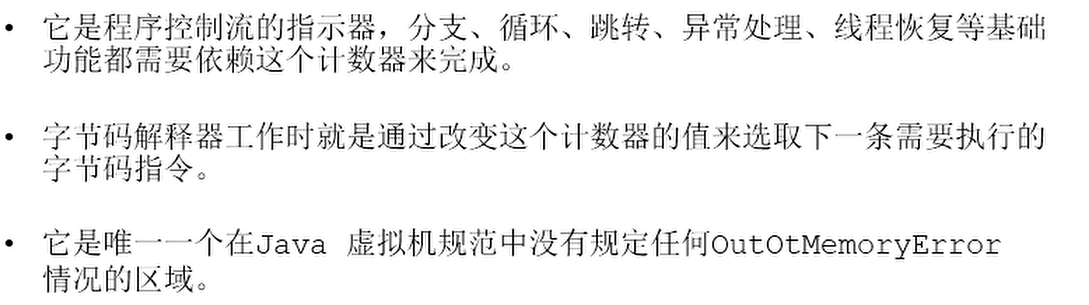 • 它是程序控制流的指示器，分支、循环、跳转、异常处理、线程恢复等基础
功能都需要依赖这个计数器来完成。
• 字节码解释器工作时就是通过改变这个计数器的值来选取下一条需要执行的
字节码指令。
• 它是唯一一个在Java 虚拟机规范中没有规定任何OutOtMemoryError
情况的区域。